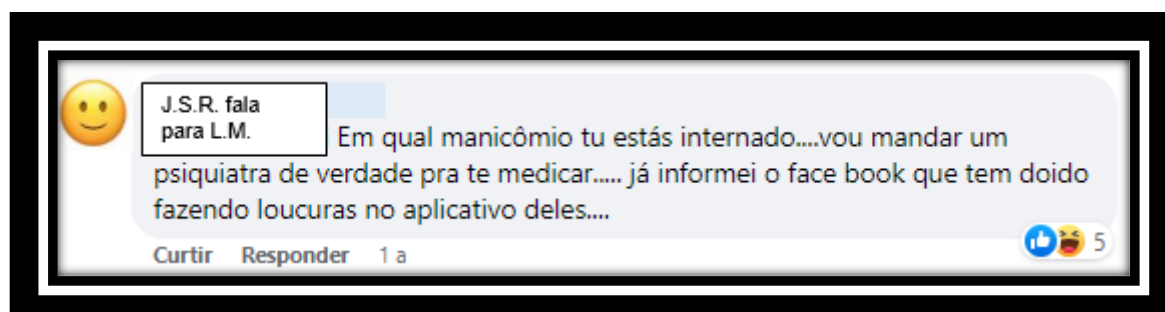 J.S.R. fala
para L.M.
Em qual manicômio tu estás internado....vou mandar um
psiquiatra de verdade pra te medicar..... já informei o face book que tem doido
fazendo loucuras no aplicativo deles....
Curtir Responder 1 a
5